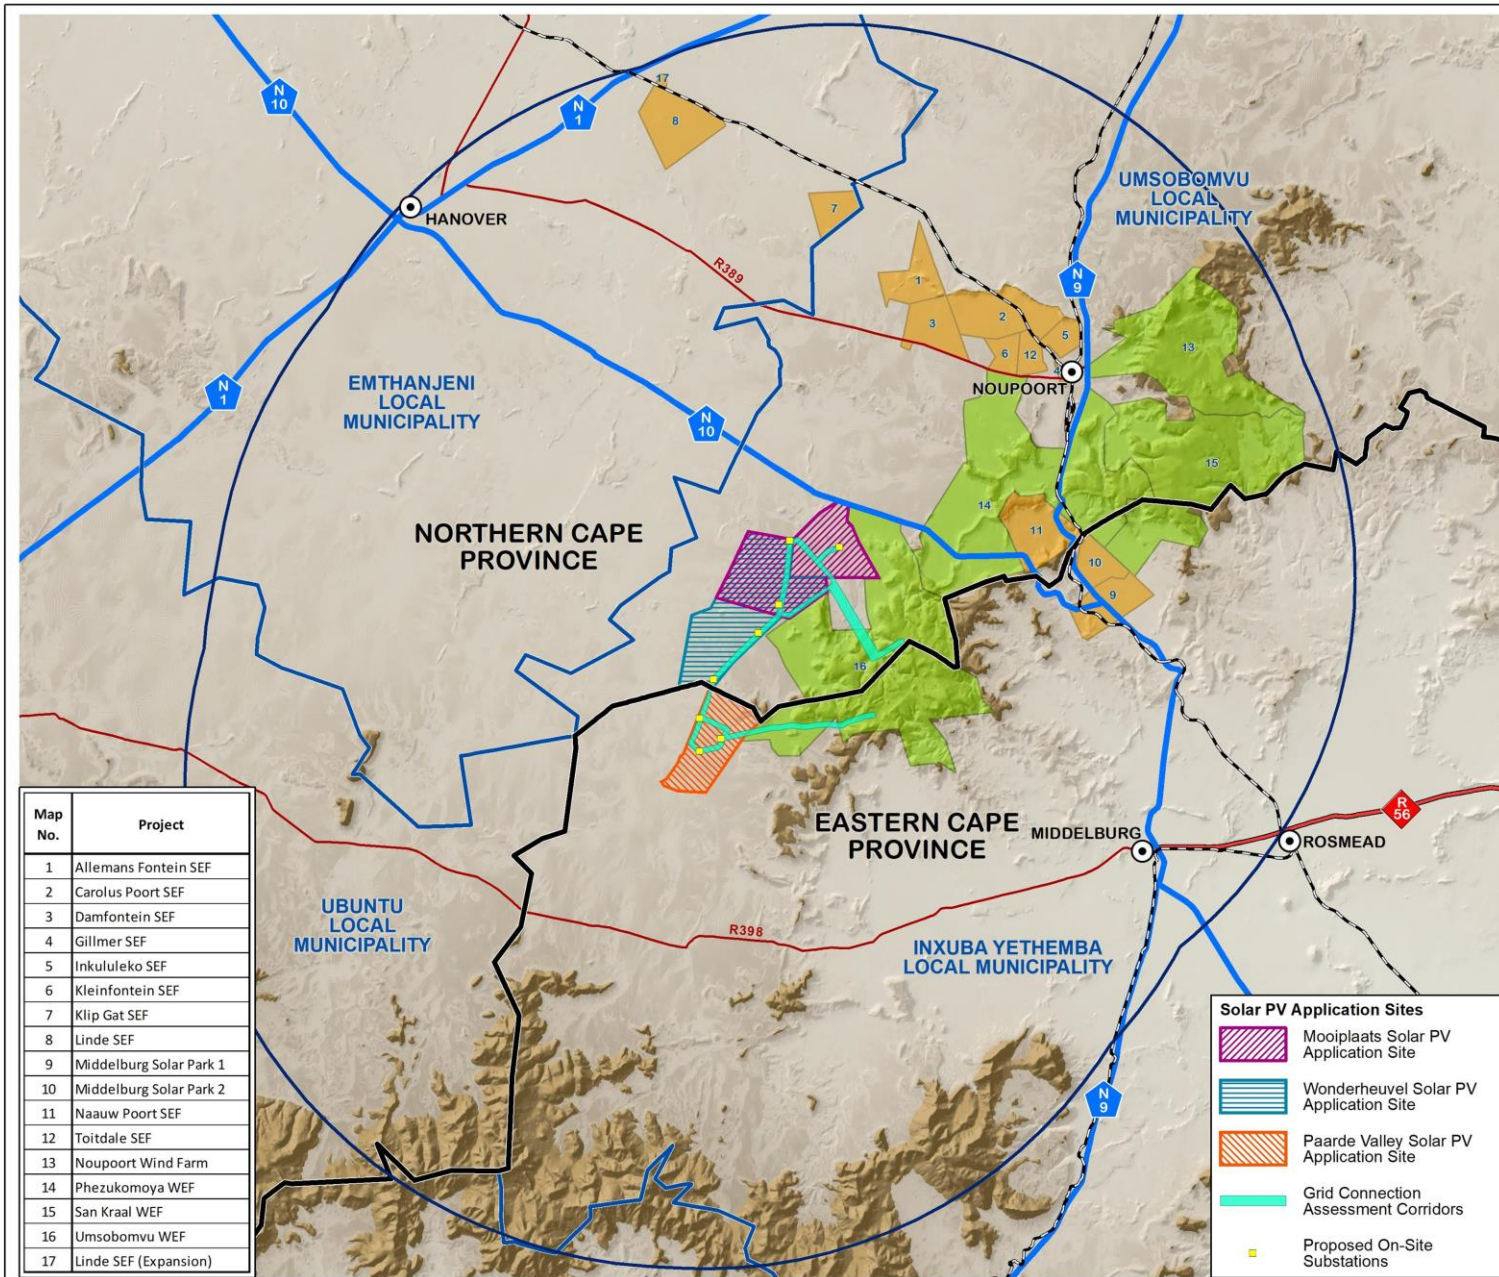 17
8
N
10
N
1
HANOVER
UMSOBOMVU
LOCAL
MUNICIPALITY
7
R389
1
N
9
2
3
5
6
12
4
13
NOUPOORT
EMTHANJENI
LOCAL
MUNICIPALITY
N
1
N
10
15
14
11
NORTHERN CAPE
PROVINCE
10
9
16
EASTERN CAPE
PROVINCE
MIDDELBURG
R
56
ROSMEAD
UBUNTU
LOCAL
MUNICIPALITY
R398
INXUBA YETHEMBA
LOCAL MUNICIPALITY
N
9
Map No. Project
1 Allemans Fontein SEF
2 Carolus Poort SEF
3 Damfontein SEF
4 Gillmer SEF
5 Inkululeko SEF
6 Kleinfontein SEF
7 Klip Gat SEF
8 Linde SEF
9 Middelburg Solar Park 1
10 Middelburg Solar Park 2
11 Naauw Poort SEF
12 Toitdale SEF
13 Noupoort Wind Farm
14 Phezukomoya WEF
15 San Kraal WEF
16 Umsobomvu WEF
17 Linde SEF (Expansion)
Solar PV Application Sites
Mooiplaats Solar PV
Application Site
Wonderheuvel Solar PV
Application Site
Paarde Valley Solar PV
Application Site
Grid Connection
Assessment Corridors
Proposed On-Site
Substations